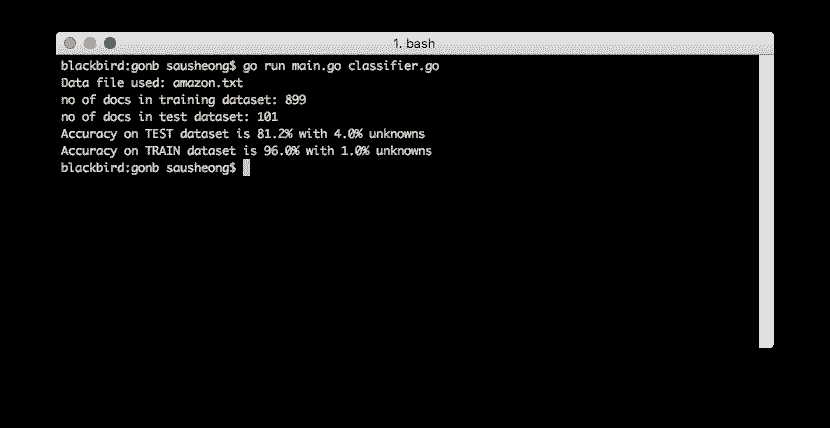 1. bash
blackbird:gonb sausheong$ go run main.go classifier.go
Data file used: amazon.txt
no of docs in training dataset: 899
no of docs in test dataset: 101
Accuracy on TEST dataset is 81.2% with 4.0% unknowns
Accuracy on TRAIN dataset is 96.0% with 1.0% unknowns
blackbird:gonb sausheong$